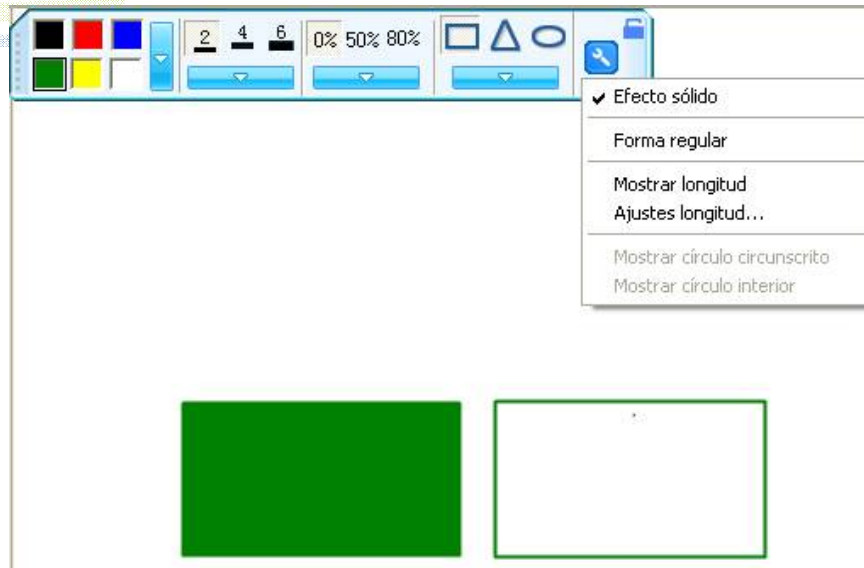 2 4 6 0% 50% 80%
Efecto sólido
Forma regular
Mostrar longitud
Ajustes longitud...
Mostrar círculo circunscrito
Mostrar círculo interior